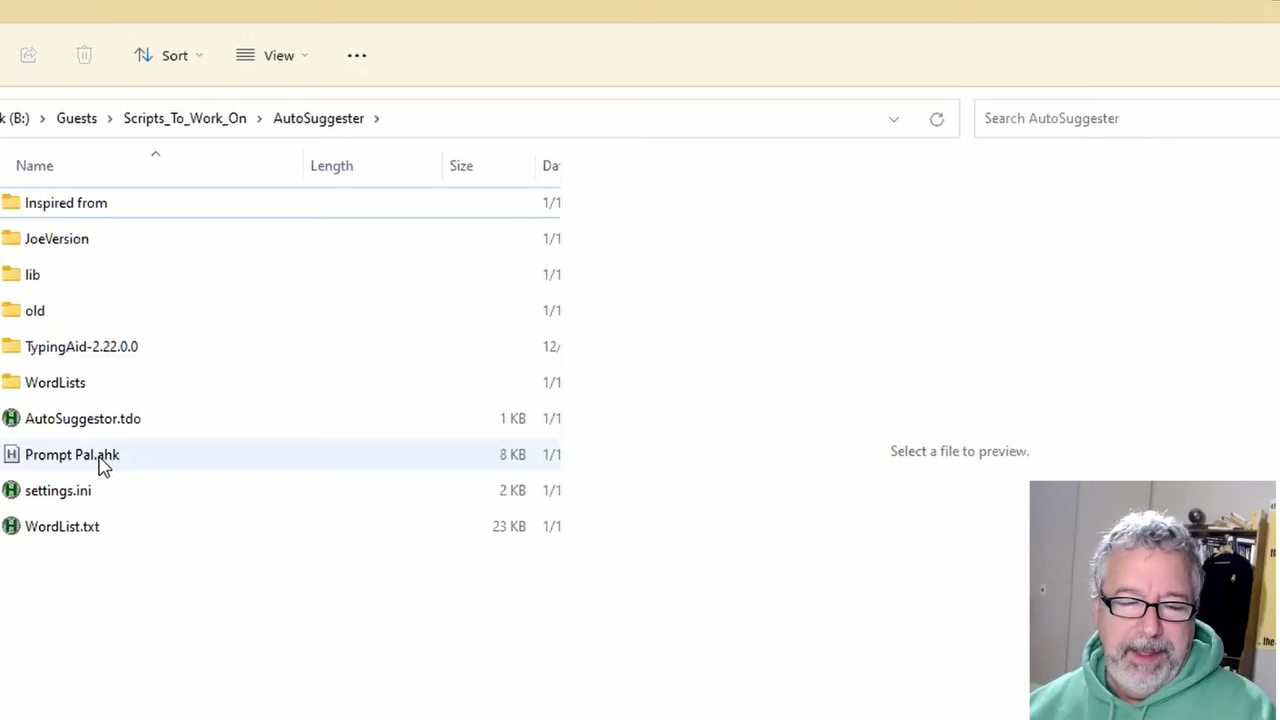 Sort
View
k (B:) > Guests > Scripts_To_Work_On > AutoSuggester >
Search AutoSuggester
Name Length Size Da
Inspired from 1/1
JoeVersion 1/1
lib 1/1
old 1/1
TypingAid-2.22.0.0 12/
WordLists 1/1
AutoSuggestor.tdo 1 KB 1/1
Prompt Pal.ahk 8 KB 1/1
settings.ini 2 KB 1/1
WordList.txt 23 KB 1/1
Select a file to preview.